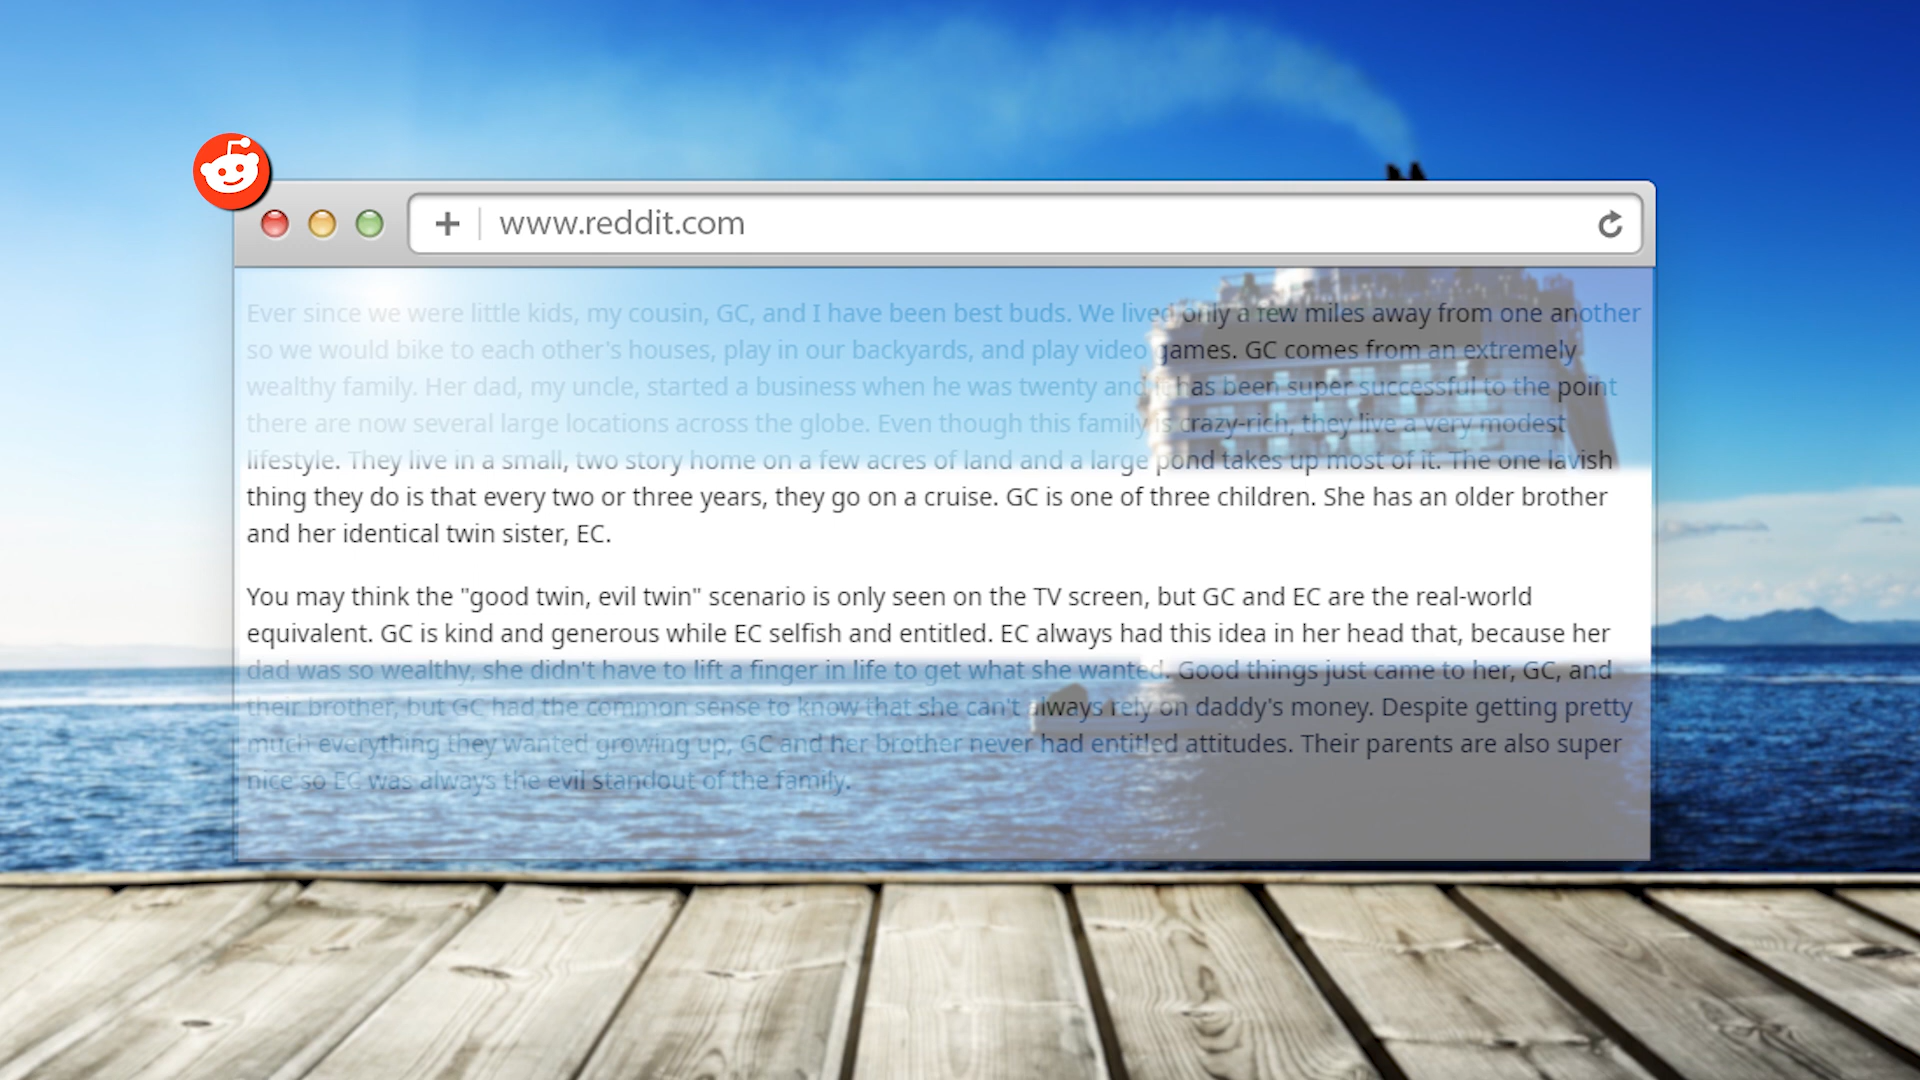 www.reddit.com
Ever since we were little kids, my cousin, GC, and I have been best buds. We lived only a few miles away from one another
so we would bike to each other's houses, play in our backyards, and play video games. GC comes from an extremely
wealthy family. Her dad, my uncle, started a business when he was twenty and it has been super successful to the point
there are now several large locations across the globe. Even though this family is crazy-rich, they live a very modest
lifestyle. They live in a small, two story home on a few acres of land and a large pond takes up most of it. The one lavish
thing they do is that every two or three years, they go on a cruise. GC is one of three children. She has an older brother
and her identical twin sister, EC.
You may think the "good twin, evil twin" scenario is only seen on the TV screen, but GC and EC are the real-world
equivalent. GC is kind and generous while EC selfish and entitled. EC always had this idea in her head that, because her
dad was so wealthy, she didn't have to lift a finger in life to get what she wanted. Good things just came to her, GC, and
their brother, but GC had the common sense to know that she can't always rely on daddy's money. Despite getting pretty
much everything they wanted growing up, GC and her brother never had entitled attitudes. Their parents are also super
nice so EC was always the evil standout of the family.